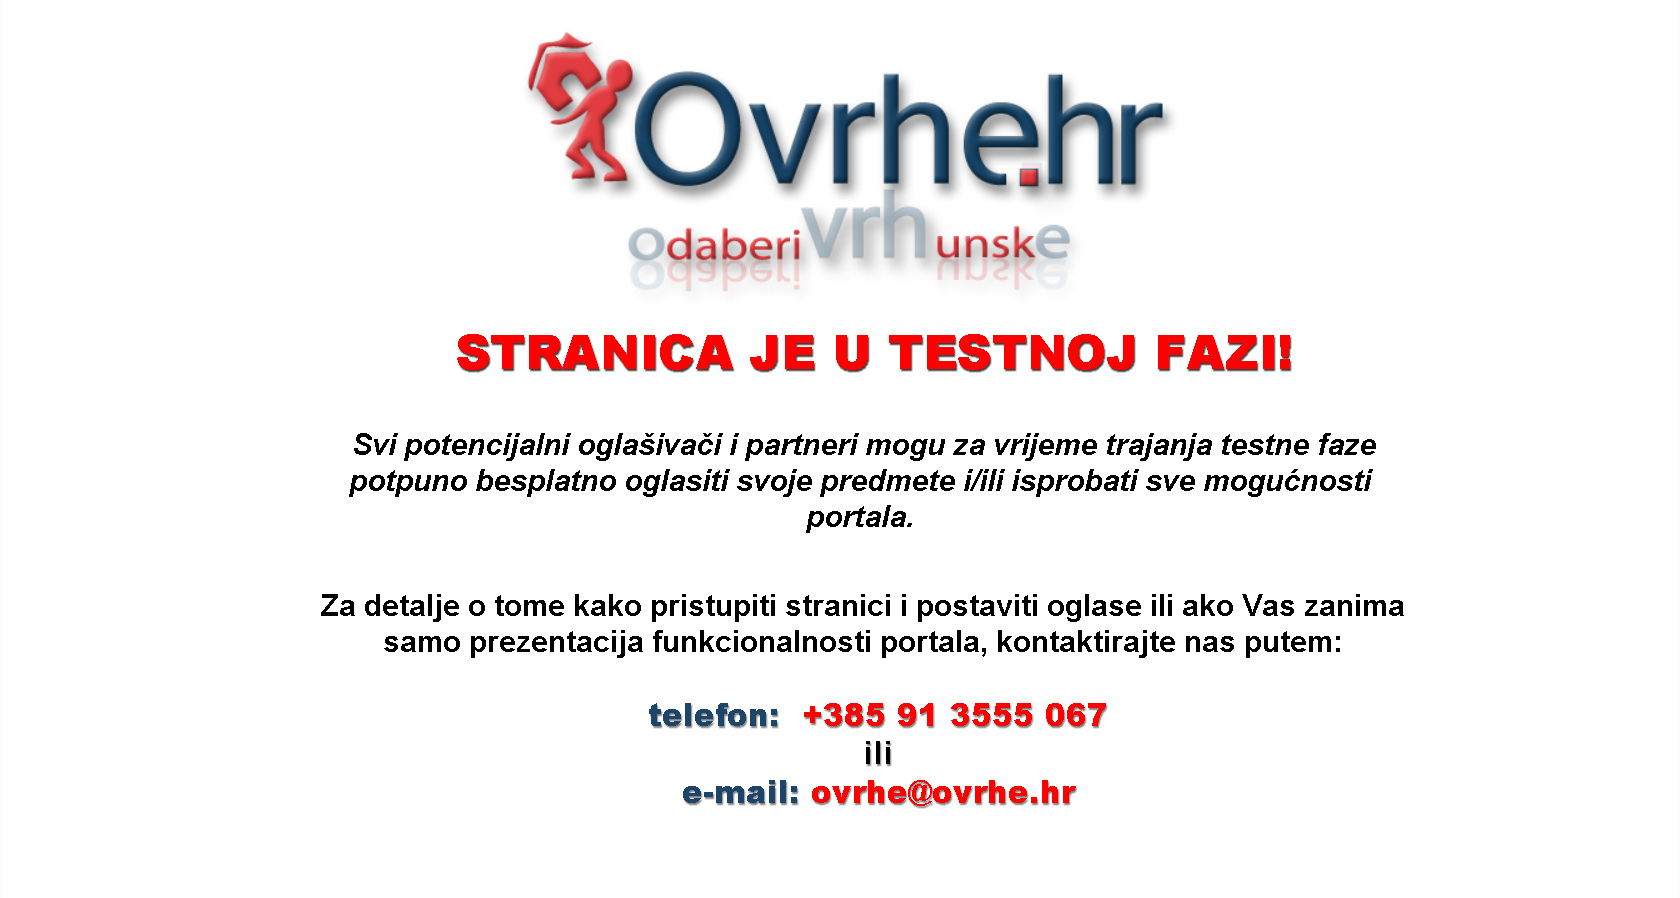 Ovrhe.hr
odaberi vrhunske
STRANICA JE U TESTNOJ FAZI!
Svi potencijalni oglašivači i partneri mogu za vrijeme trajanja testne faze
potpuno besplatno oglasiti svoje predmete i/ili isprobati sve mogućnosti
portala.
Za detalje o tome kako pristupiti stranici i postaviti oglase ili ako Vas zanima
samo prezentacija funkcionalnosti portala, kontaktirajte nas putem:
telefon: +385 91 3555 067
ili
e-mail: ovrhe@ovrhe.hr